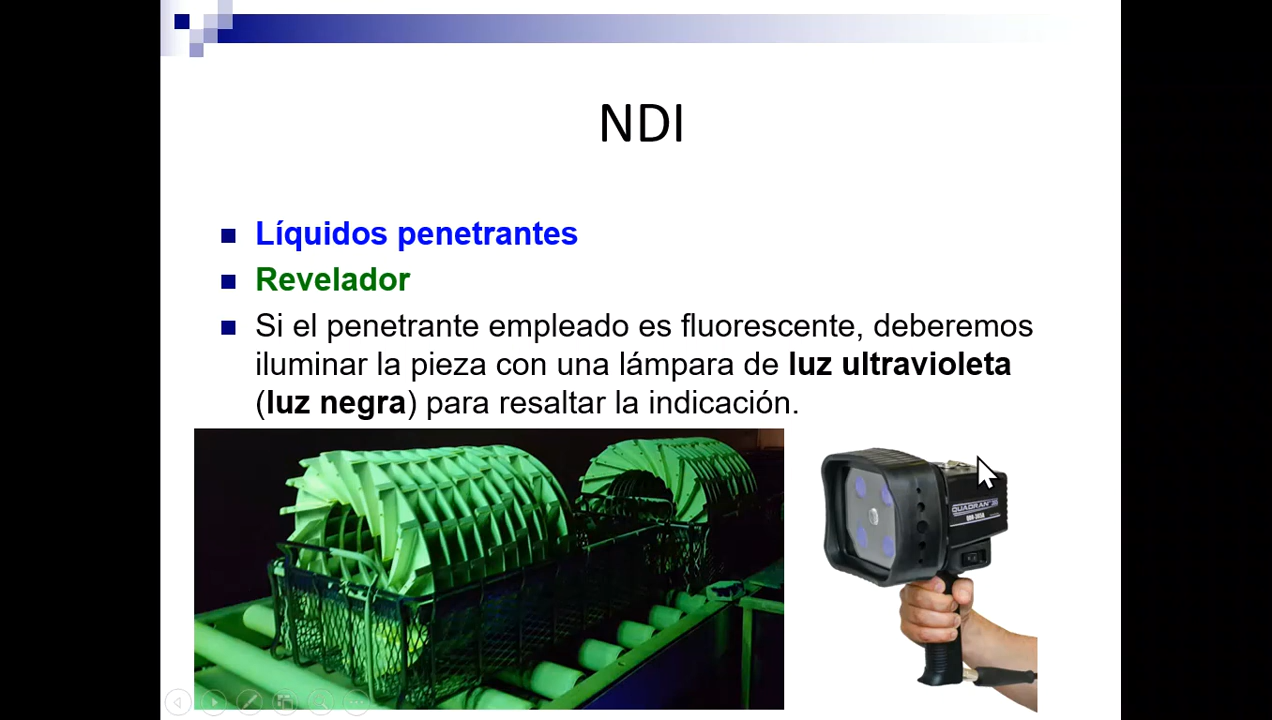 NDI
Líquidos penetrantes
Revelador
Si el penetrante empleado es fluorescente, deberemos
iluminar la pieza con una lámpara de luz ultravioleta
(luz negra) para resaltar la indicación.
QUADRAN